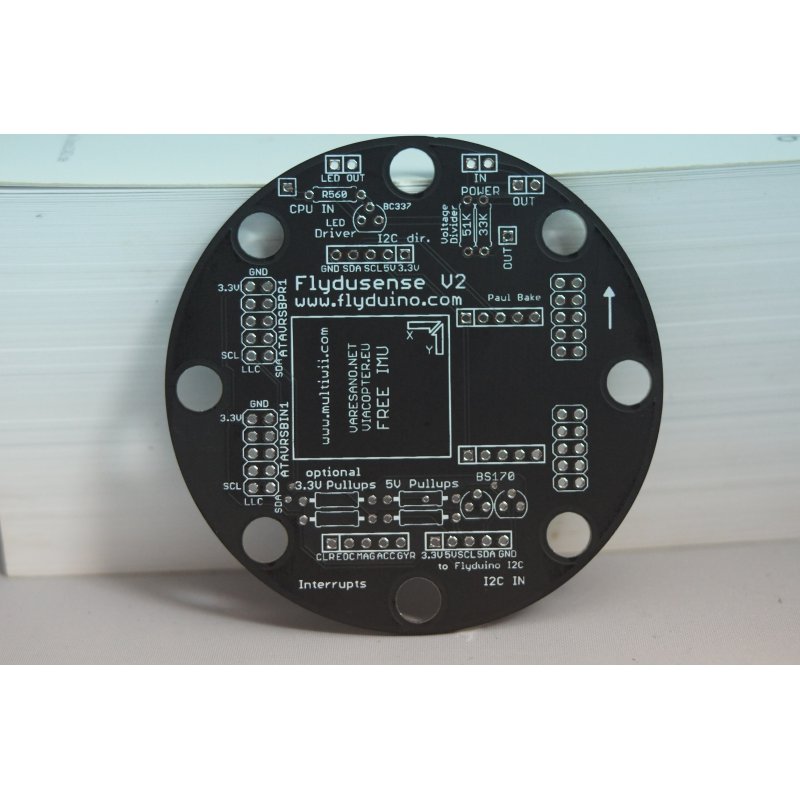 LED OUT
IN
POWER
OUT
R560
CPU IN
BC337
LED
Driver
Voltage
Divider
51K
33K
OUT
I2C dir.
GND SDA SCL 5V 3.3V
Flydusense V2
www.flyduino.com
Paul Bake
GND
3.3V
ATAVRSBPR1
SCL
LLC
SDA
X
Y
www.multiwii.com
VARESANO.NET
VIACOPTER.EU
FREE IMU
GND
3.3V
ATAVRSBIN1
SCL
LLC
SDA
optional
3.3V Pullups 5V Pullups
BS170
CLR EOC MAG ACC GYR
3.3V 5V SCL SDA GND
to Flyduino I2C
Interrupts
I2C IN